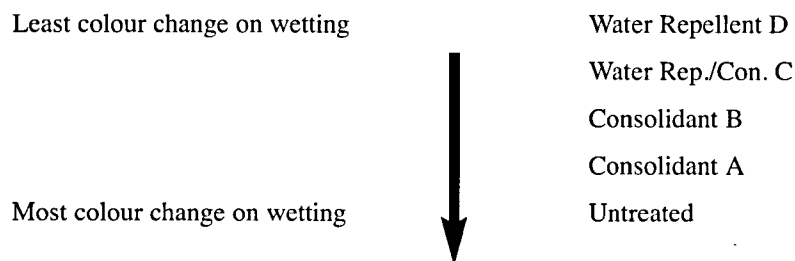 Least colour change on wetting Water Repellent D
Water Rep./Con. C
Consolidant B
Consolidant A
Most colour change on wetting Untreated